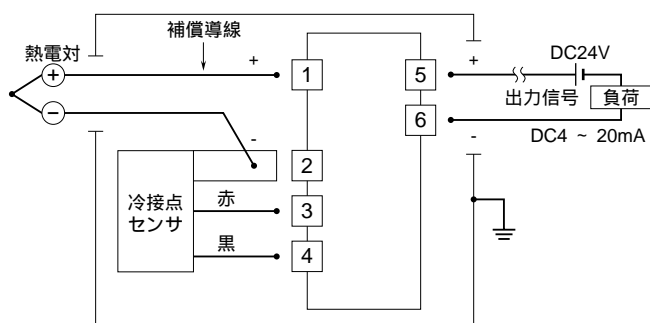 補償導線
熱電対
+
+
1
-
2
冷接点
センサ
赤
3
黒
4
5
+
6
-
DC24V
出力信号
負荷
DC4 ~ 20mA